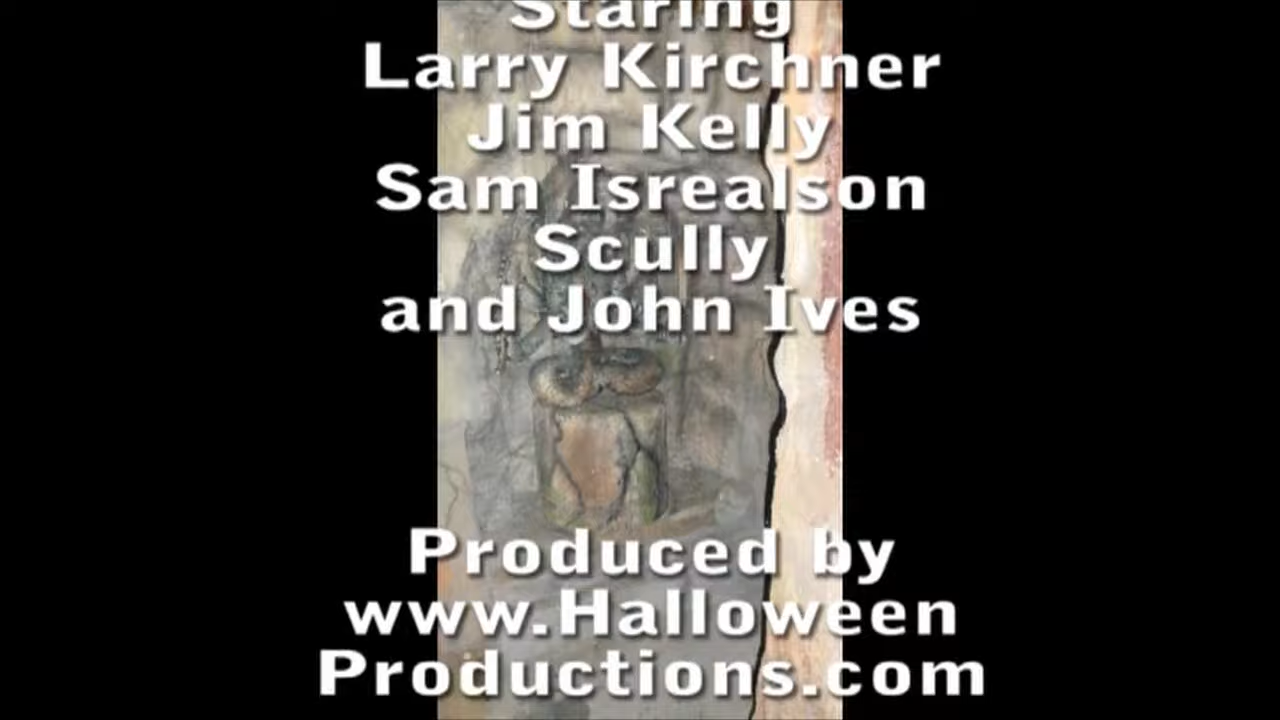 Staring
Larry Kirchner
Jim Kelly
Sam Isrealson
Scully
and John Ives
Produced by
www.Halloween
Productions.com